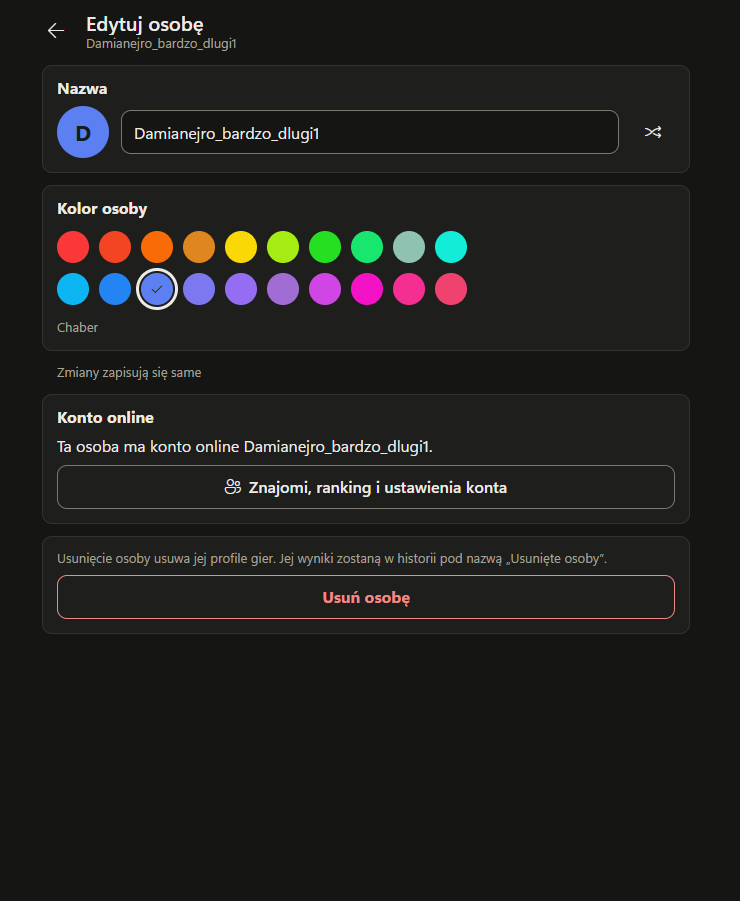 Edytuj osobę
Damianejro_bardzo_dlugi1
Nazwa
D
Damianejro_bardzo_dlugi1
Kolor osoby
Chaber
Zmiany zapisują się same
Konto online
Ta osoba ma konto online Damianejro_bardzo_dlugi1.
Znajomi, ranking i ustawienia konta
Usunięcie osoby usuwa jej profile gier. Jej wyniki zostaną w historii pod nazwą „Usunięte osoby”.
Usuń osobę